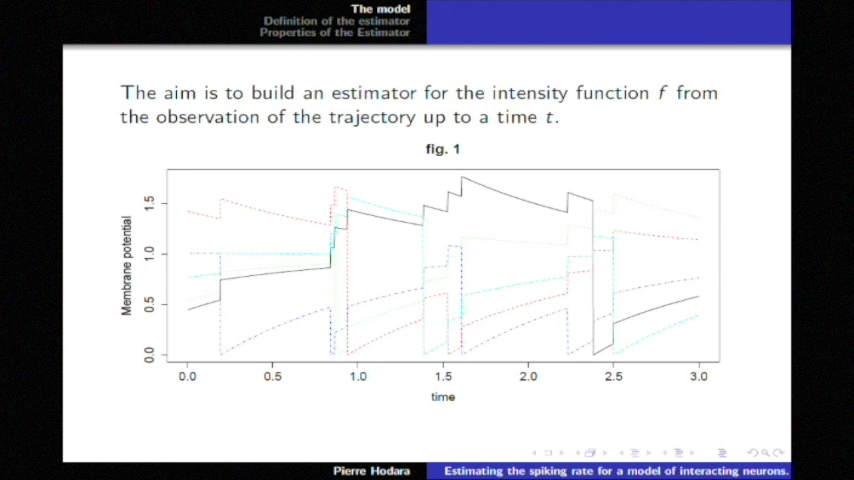 The model
Definition of the estimator
Properties of the Estimator
The aim is to build an estimator for the intensity function f from
the observation of the trajectory up to a time t.
fig. 1
Membrane potential
1.5
1.0
0.5
0.0
0.0 0.5 1.0 1.5 2.0 2.5 3.0
time
Pierre Hodara
Estimating the spiking rate for a model of interacting neurons.